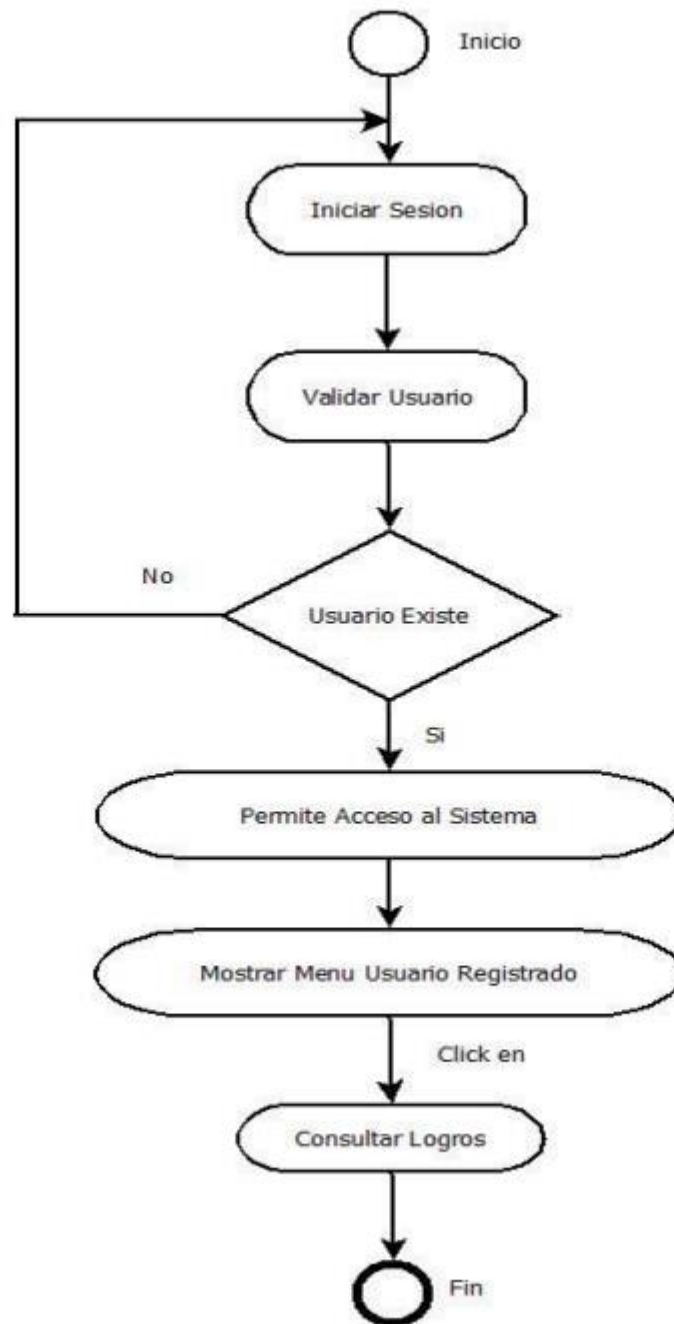 Inicio
Iniciar Sesion
Validar Usuario
No
Usuario Existe
Si
Permite Acceso al Sistema
Mostrar Menu Usuario Registrado
Click en
Consultar Logros
Fin